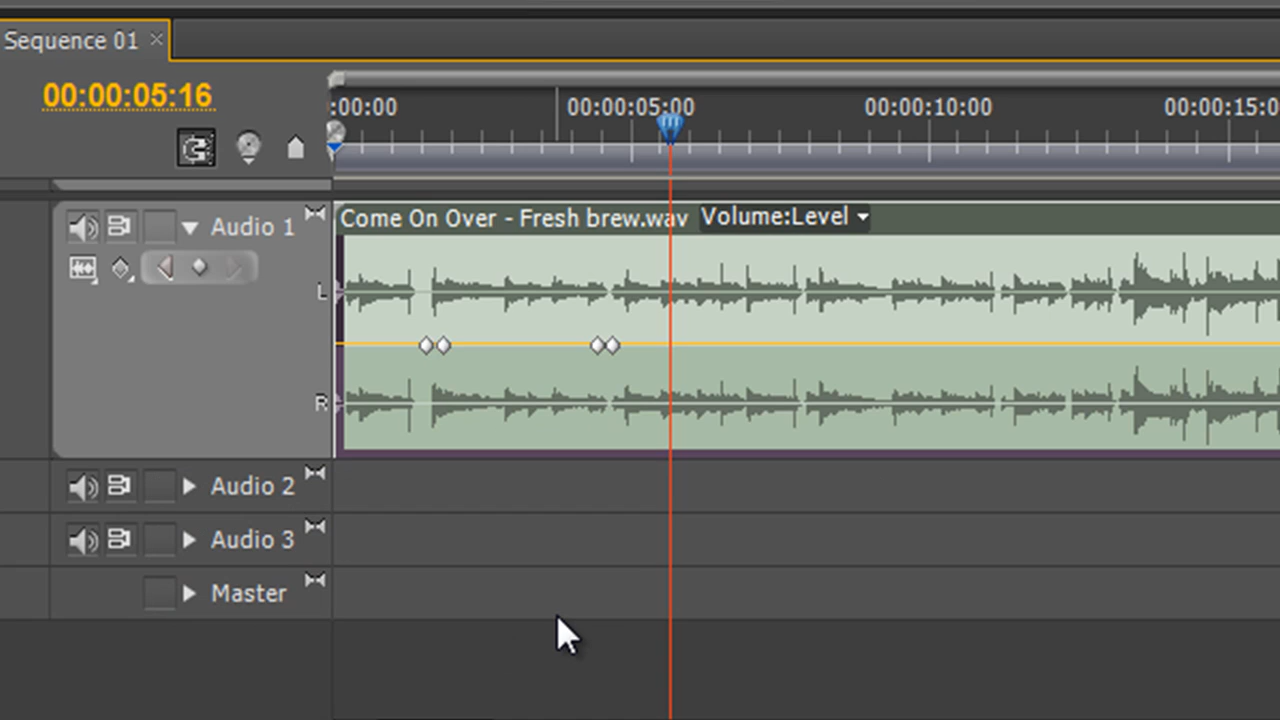 Sequence 01
00:00:05:16
:00:00 00:00:05:00 00:00:10:00 00:00:15:0
Audio 1
Come On Over - Fresh brew.wav Volume:Level
L
R
Audio 2
Audio 3
Master